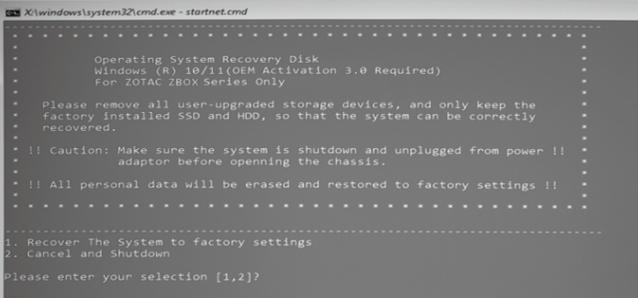 X:\windows\system32\cmd.exe - startnet.cmd
Operating System Recovery Disk
Windows (R) 10/11(OEM Activation 3.0 Required)
For ZOTAC ZBOX Series Only
Please remove all user-upgraded storage devices, and only keep the
factory installed SSD and HDD, so that the system can be correctly
recovered.
!! Caution: Make sure the system is shutdown and unplugged from power !!
adaptor before openning the chassis.
!! All personal data will be erased and restored to factory settings !!
1. Recover The System to factory settings
2. Cancel and Shutdown
Please enter your selection [1,2]?